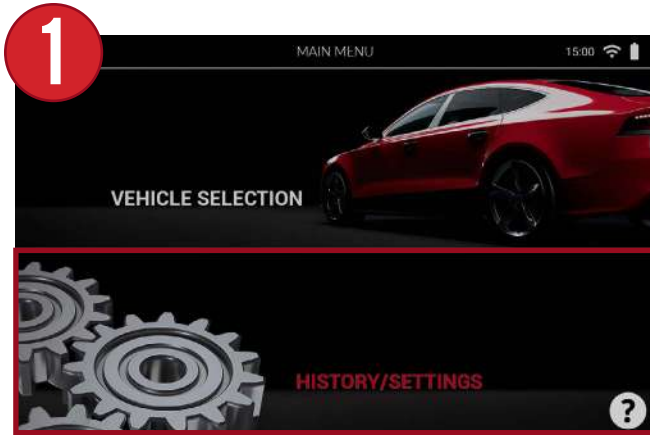 1
MAIN MENU
15:00
VEHICLE SELECTION
HISTORY/SETTINGS
?